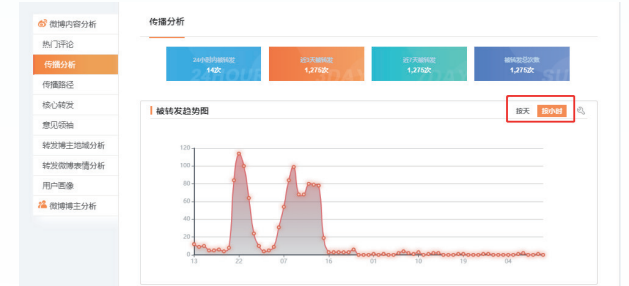 微博内容分析
热门评论
传播分析
传播路径
核心转发
意见领袖
转发博主地域分析
转发微博表情分析
用户画像
微博博主分析
传播分析
24小时内被转发
14次
近3天被转发
1,275次
近7天被转发
1,275次
被转发总次数
1,275次
被转发趋势图
按天 按小时
120
100
80
60
40
20
0
13 22 07 16 01 10 19 04